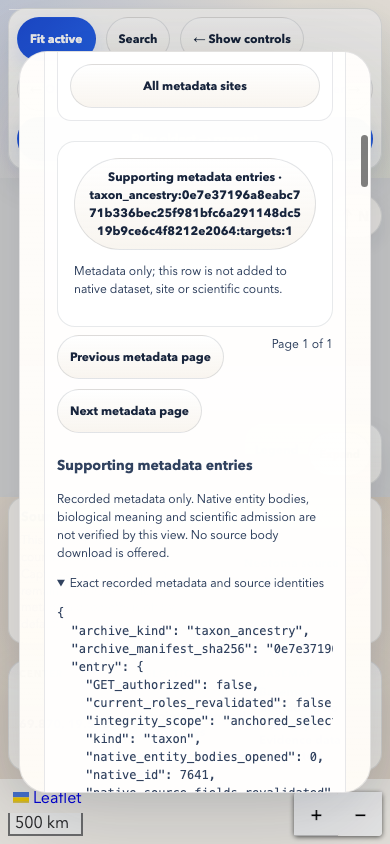 Fit active
Search
← Show controls
All metadata sites
Supporting metadata entries ·
taxon_ancestry:0e7e37196a8eabc7
71b336bec25f981bfc6a291148dc5
19b9ce6c4f8212e2064:targets:1
Metadata only; this row is not added to
native dataset, site or scientific counts.
Previous metadata page
Page 1 of 1
Next metadata page
Supporting metadata entries
Recorded metadata only. Native entity bodies,
biological meaning and scientific admission are
not verified by this view. No source body
download is offered.
▼ Exact recorded metadata and source identities
{
"archive_kind": "taxon_ancestry",
"archive_manifest_sha256": "0e7e3719
"entry": {
"GET_authorized": false,
"current_roles_revalidated": false
"integrity_scope": "anchored_selec
"kind": "taxon",
"native_entity_bodies_opened": 0,
"native_id": 7641,
"native_source_fields_revalidated"
Leaflet
500 km
+
−